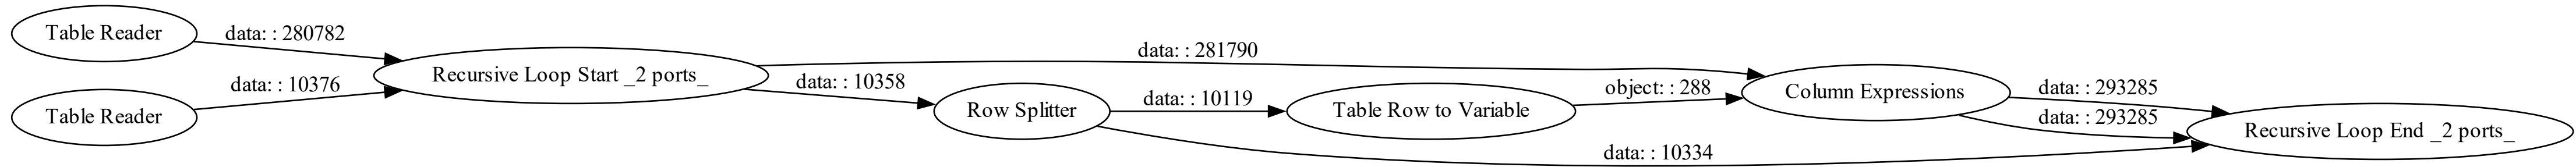 Table Reader
data: : 280782
data: : 10376
Table Reader
Recursive Loop Start _2 ports_
data: : 281790
data: : 10358
Row Splitter
data: : 10119
Table Row to Variable
object: : 288
Column Expressions
data: : 293285
data: : 293285
data: : 10334
Recursive Loop End _2 ports_